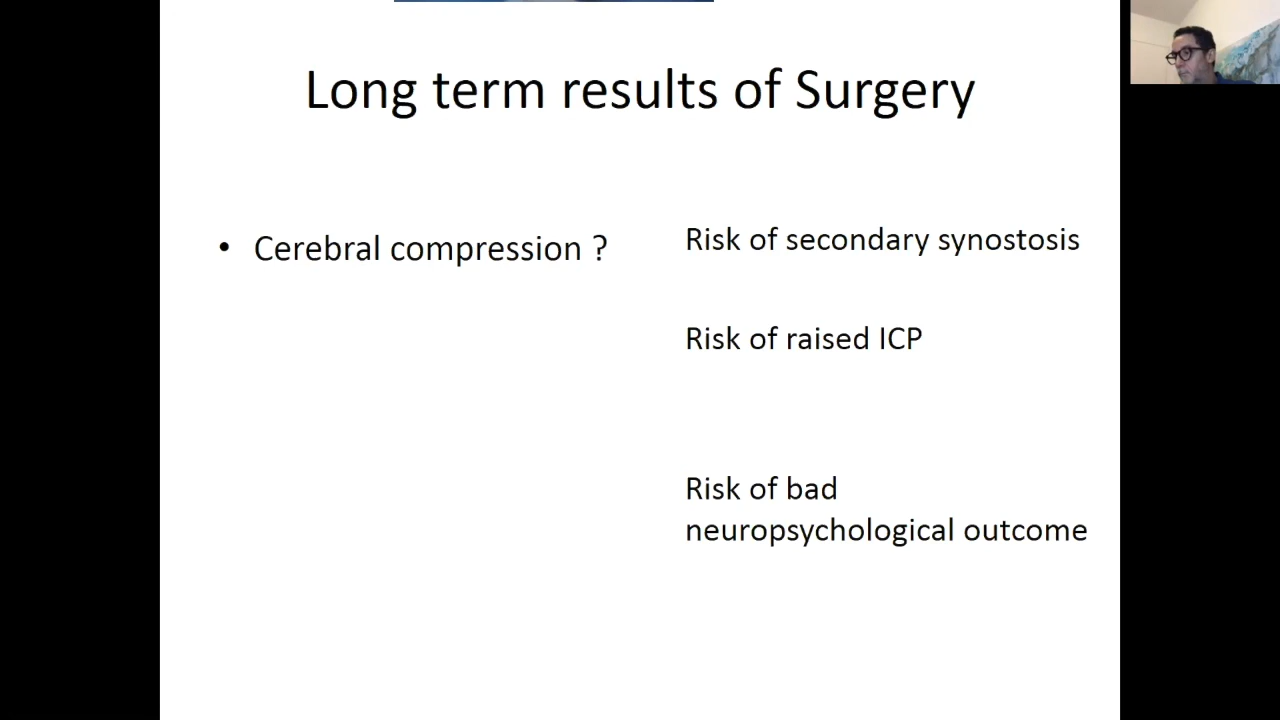 Long term results of Surgery
• Cerebral compression ?
Risk of secondary synostosis
Risk of raised ICP
Risk of bad
neuropsychological outcome